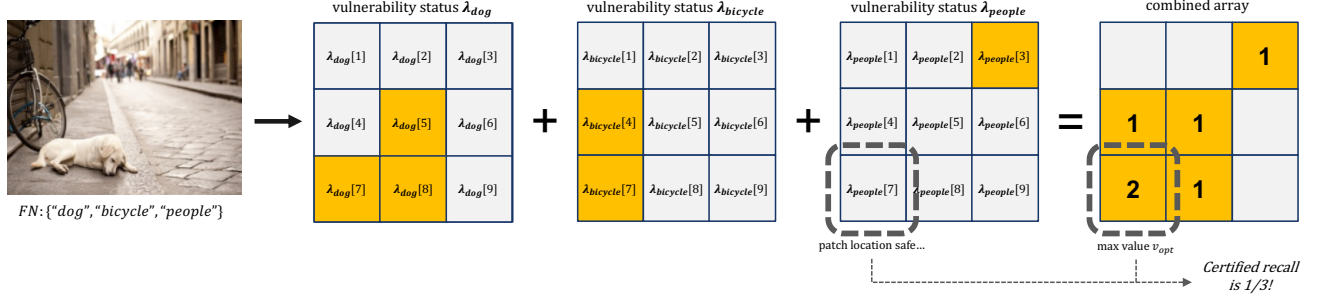 vulnerability status λdog
vulnerability status λbicycle
vulnerability status λpeople
combined array
λdog[1] λdog[2] λdog[3]
λdog[4] λdog[5] λdog[6]
λdog[7] λdog[8] λdog[9]
+
λbicycle[1] λbicycle[2] λbicycle[3]
λbicycle[4] λbicycle[5] λbicycle[6]
λbicycle[7] λbicycle[8] λbicycle[9]
+
λpeople[1] λpeople[2] λpeople[3]
λpeople[4] λpeople[5] λpeople[6]
λpeople[7] λpeople[8] λpeople[9]
=
1
1 1
2 1
FN: {“dog”, “bicycle”, “people”}
patch location safe…
max value vopt
Certified recall
is 1/3!